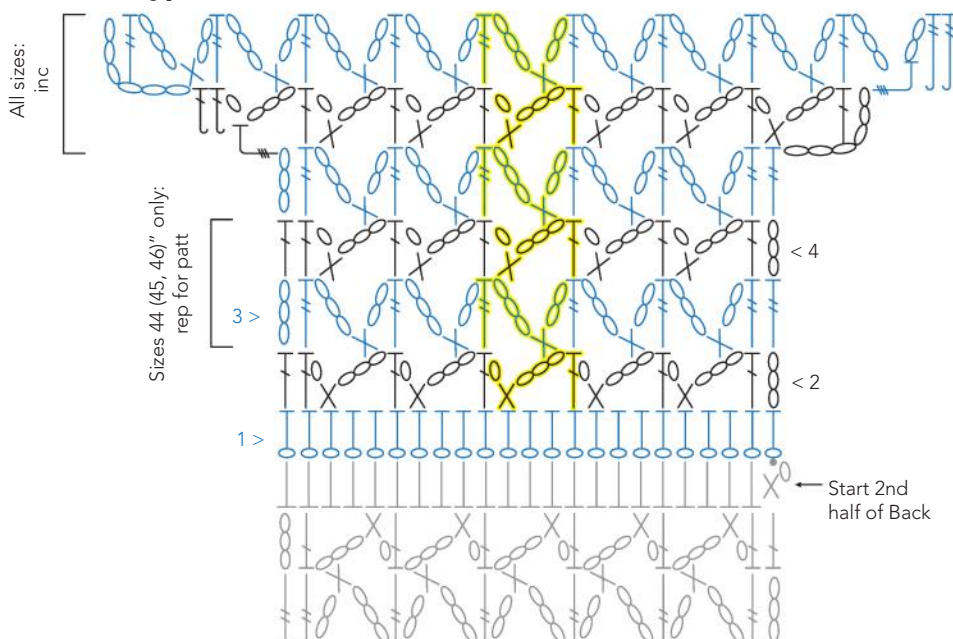 All sizes:
inc
Sizes 44 (45, 46)" only:
rep for patt
< 4
3 >
< 2
1 >
Start 2nd
half of Back